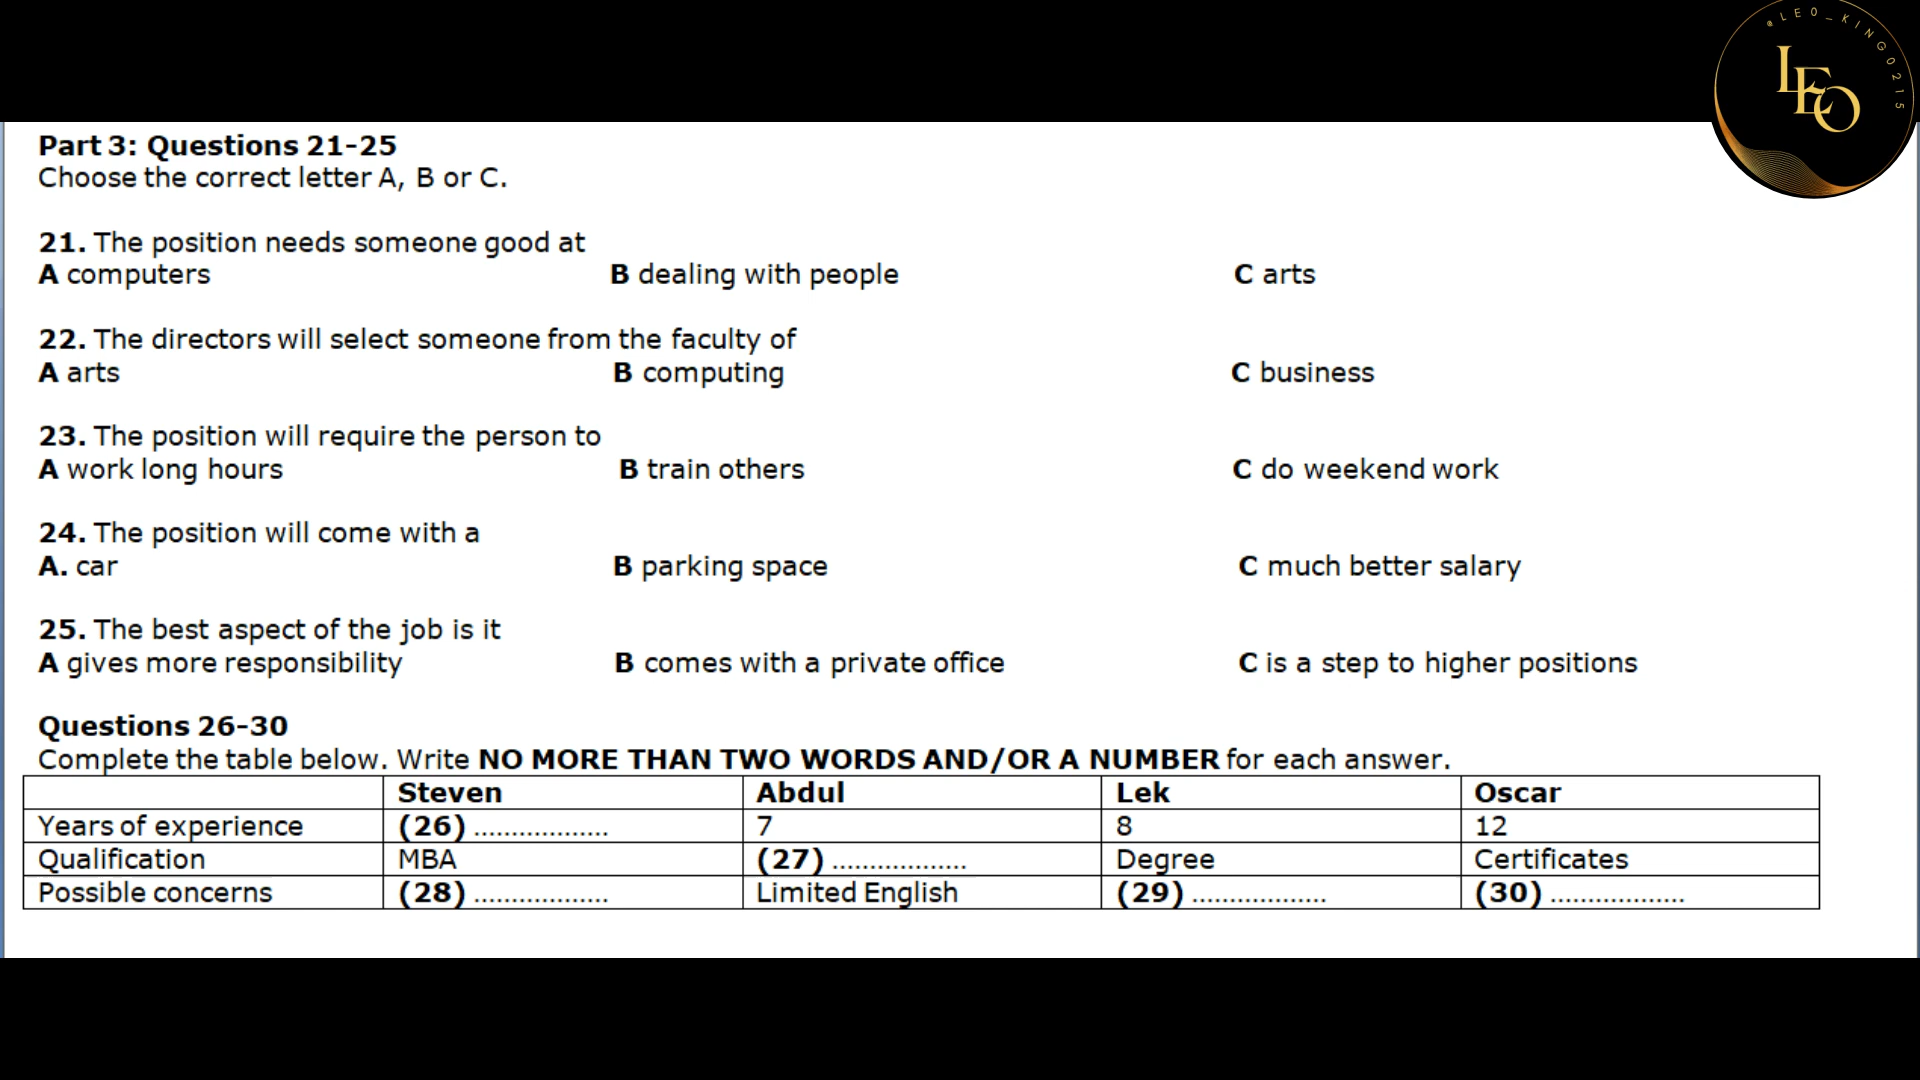 @LEO_KING0215
LEO
Part 3: Questions 21-25
Choose the correct letter A, B or C.
21. The position needs someone good at
A computers B dealing with people C arts
22. The directors will select someone from the faculty of
A arts B computing C business
23. The position will require the person to
A work long hours B train others C do weekend work
24. The position will come with a
A. car B parking space C much better salary
25. The best aspect of the job is it
A gives more responsibility B comes with a private office C is a step to higher positions
Questions 26-30
Complete the table below. Write NO MORE THAN TWO WORDS AND/OR A NUMBER for each answer.
Steven Abdul Lek Oscar
Years of experience (26) .................. 7 8 12
Qualification MBA (27) .................. Degree Certificates
Possible concerns (28) .................. Limited English (29) .................. (30) ..................